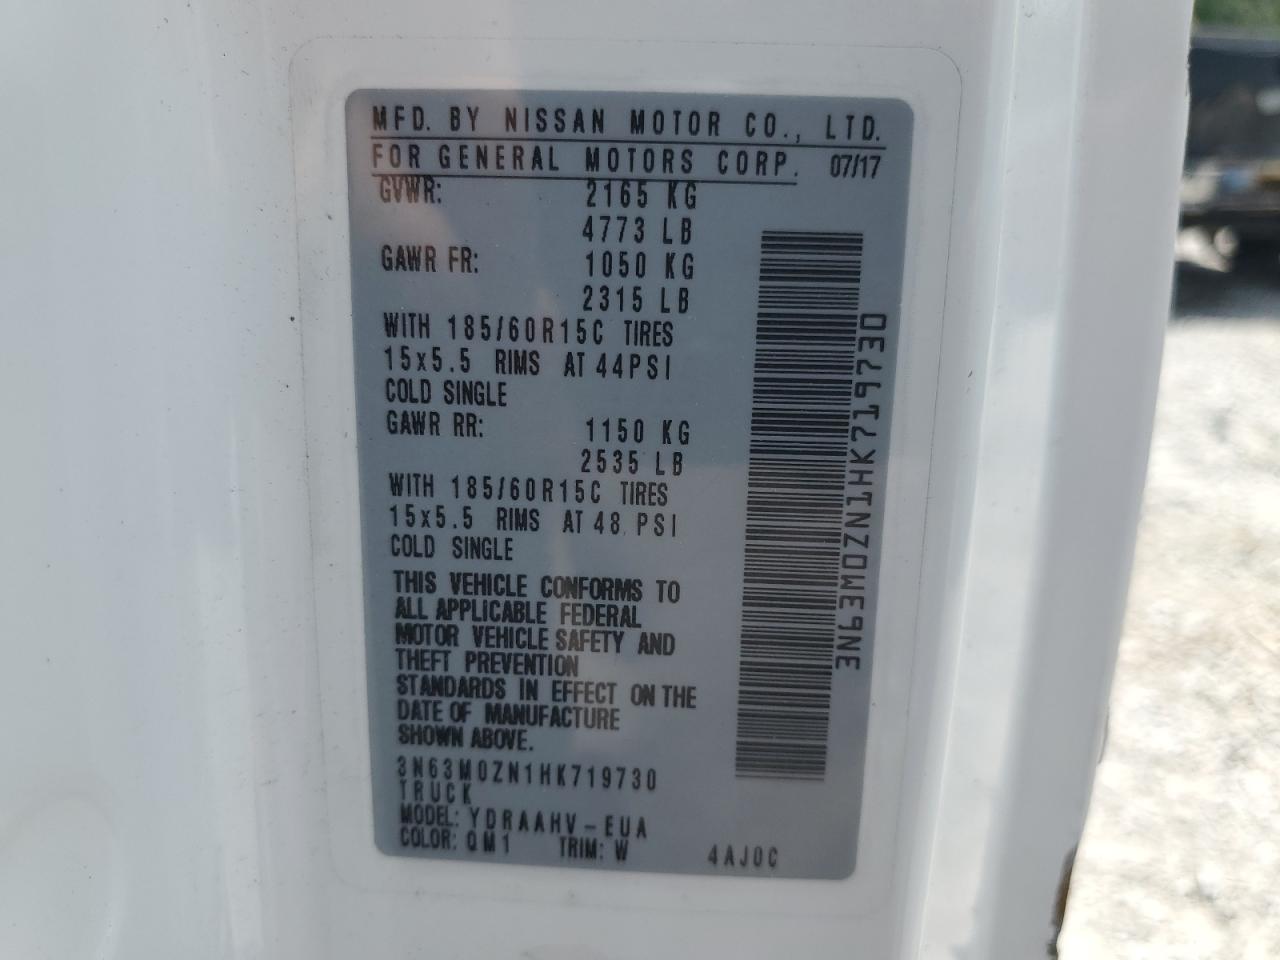 MFD. BY NISSAN MOTOR CO., LTD.
FOR GENERAL MOTORS CORP. 07/17
GVWR: 2165 KG
4773 LB
GAWR FR: 1050 KG
2315 LB
WITH 185/60R15C TIRES
15x5.5 RIMS AT 44PSI
COLD SINGLE
GAWR RR: 1150 KG
2535 LB
WITH 185/60R15C TIRES
15x5.5 RIMS AT 48 PSI
COLD SINGLE
THIS VEHICLE CONFORMS TO
ALL APPLICABLE FEDERAL
MOTOR VEHICLE SAFETY AND
THEFT PREVENTION
STANDARDS IN EFFECT ON THE
DATE OF MANUFACTURE
SHOWN ABOVE.
3N63M0ZN1HK719730
TRUCK
MODEL: YDRAAHV-EUA
COLOR: QM1 TRIM: W 4AJ0C
3N63M0ZN1HK719730